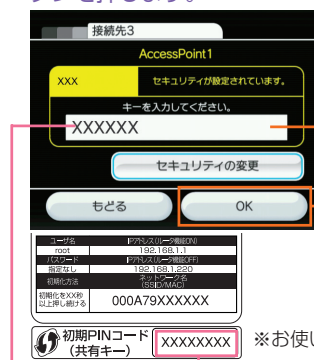 ンを押します。
接続先3
AccessPoint1
XXX
セキュリティが設定されています。
キーを入力してください。
XXXXXX
セキュリティの変更
もどる
OK
ユーザ名 IPアドレス(ルータ機能ON)
root 192.168.1.1
パスワード IPアドレス(ルータ機能OFF)
指定なし 192.168.1.220
初期化方法 ネットワーク名
(SSID/MAC)
初期化をXX秒
以上押し続ける
000A79XXXXXX
初期PINコード
(共有キー)
XXXXXXXX
※お使い